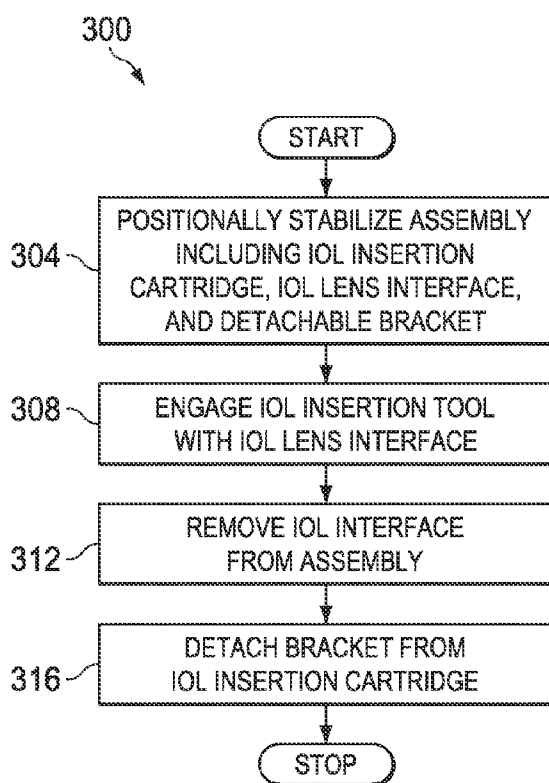 300
START
304
POSITIONALLY STABILIZE ASSEMBLY
INCLUDING IOL INSERTION
CARTRIDGE, IOL LENS INTERFACE,
AND DETACHABLE BRACKET
308
ENGAGE IOL INSERTION TOOL
WITH IOL LENS INTERFACE
312
REMOVE IOL INTERFACE
FROM ASSEMBLY
316
DETACH BRACKET FROM
IOL INSERTION CARTRIDGE
STOP